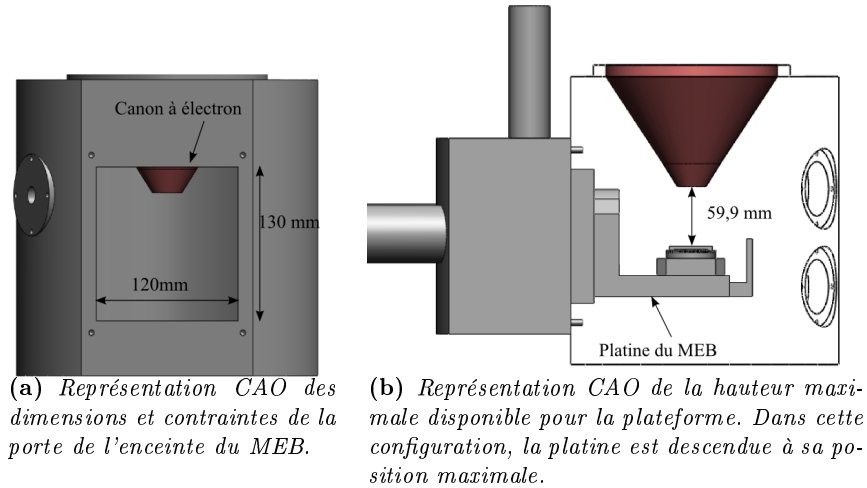 Canon à électron
130 mm
120mm
59,9 mm
Platine du MEB
(a) Représentation CAO des
dimensions et contraintes de la
porte de l'enceinte du MEB.
(b) Représentation CAO de la hauteur maxi-
male disponible pour la plateforme. Dans cette
configuration, la platine est descendue à sa po-
sition maximale.